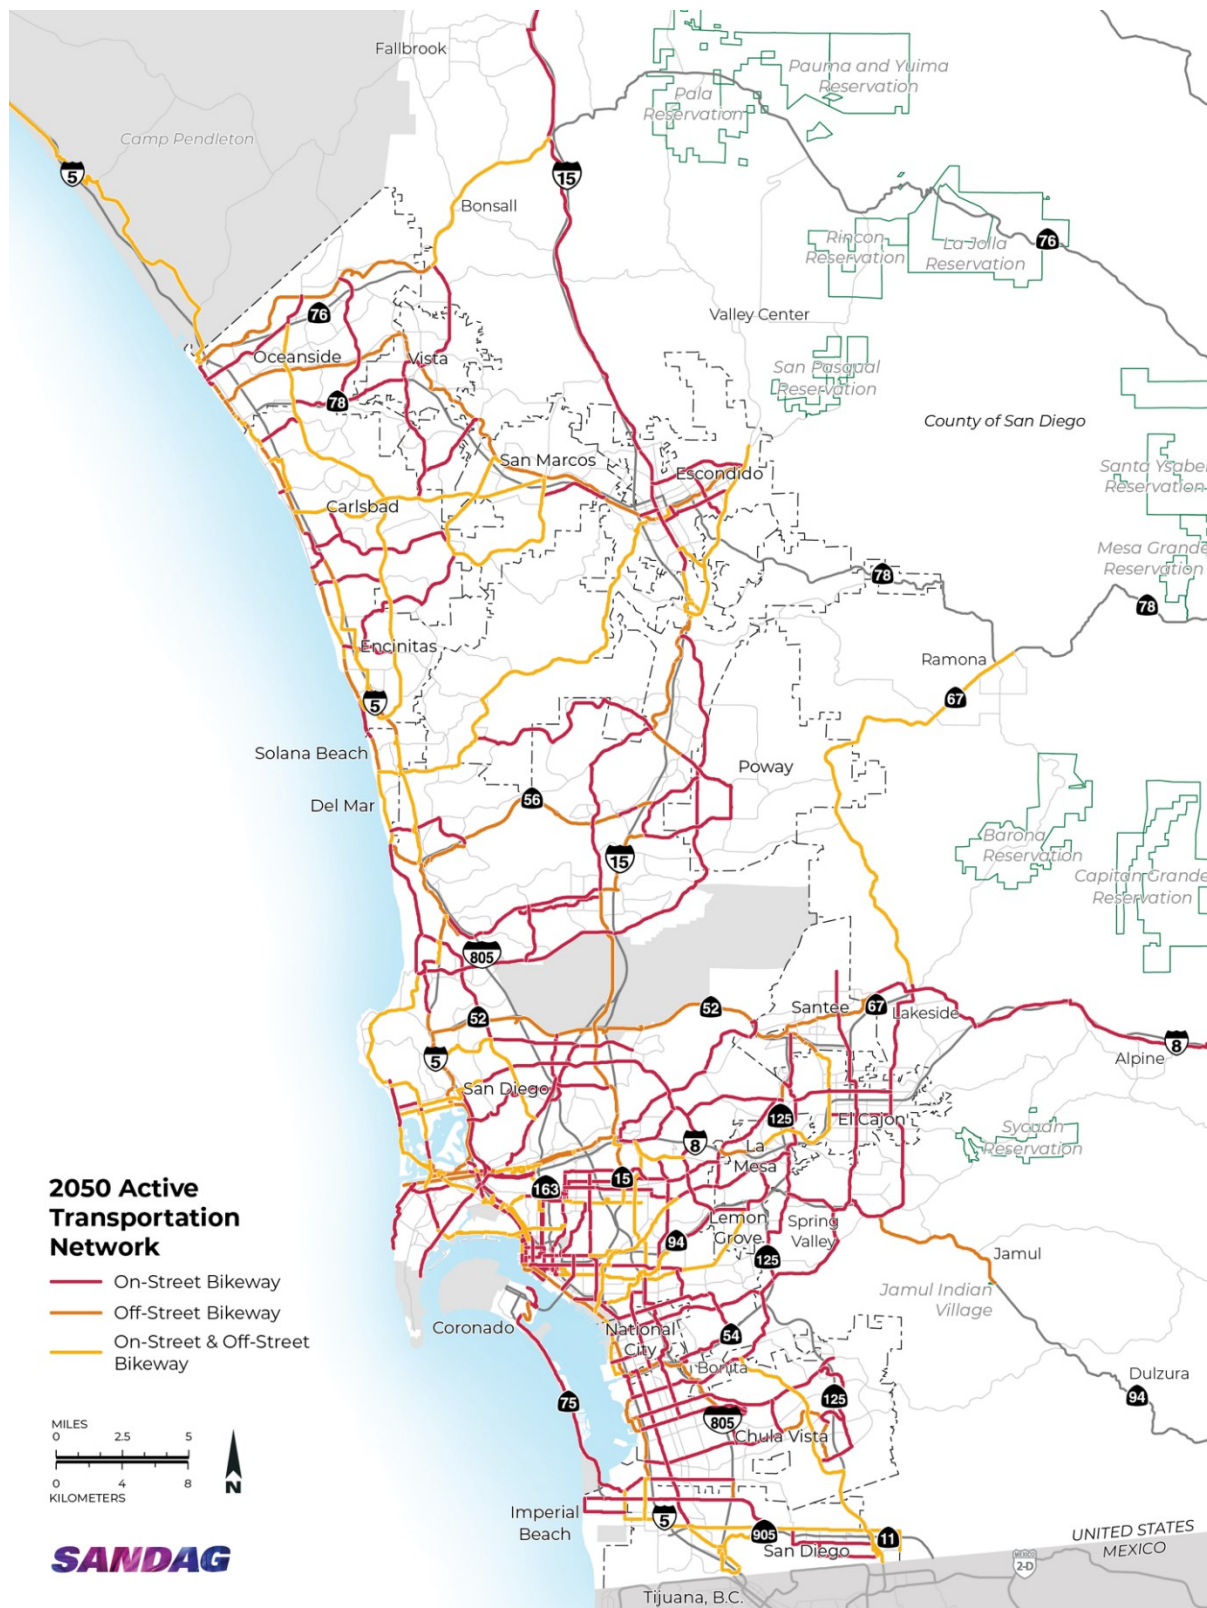 Fallbrook
Pauma and Yuima
Reservation
Pala
Reservation
Camp Pendleton
5
15
Bonsall
Rincon
Reservation
La Jolla
Reservation
76
76
Valley Center
Oceanside
Vista
San Pasqual
Reservation
78
County of San Diego
San Marcos
Escondido
Santa Ysabel
Reservation
Carlsbad
Mesa Grande
Reservation
78
78
Encinitas
Ramona
67
5
Solana Beach
Poway
Del Mar
56
Barona
Reservation
15
Capitan Grande
Reservation
805
52
Santee
67
Lakeside
52
5
8
Alpine
San Diego
125
El Cajon
Sycuan
Reservation
8
La
Mesa
2050 Active
Transportation
Network
163
15
Lemon
Grove
Spring
Valley
94
125
Jamul
On-Street Bikeway
Off-Street Bikeway
On-Street & Off-Street
Bikeway
Jamul Indian
Village
Coronado
National
City
54
Bonita
Dulzura
94
75
125
805
Chula Vista
MILES
0 2.5 5
0 4 8
KILOMETERS
N
Imperial
Beach
5
905
11
San Diego
UNITED STATES
MEXICO
MEXICO
2-D
SANDAG
Tijuana, B.C.